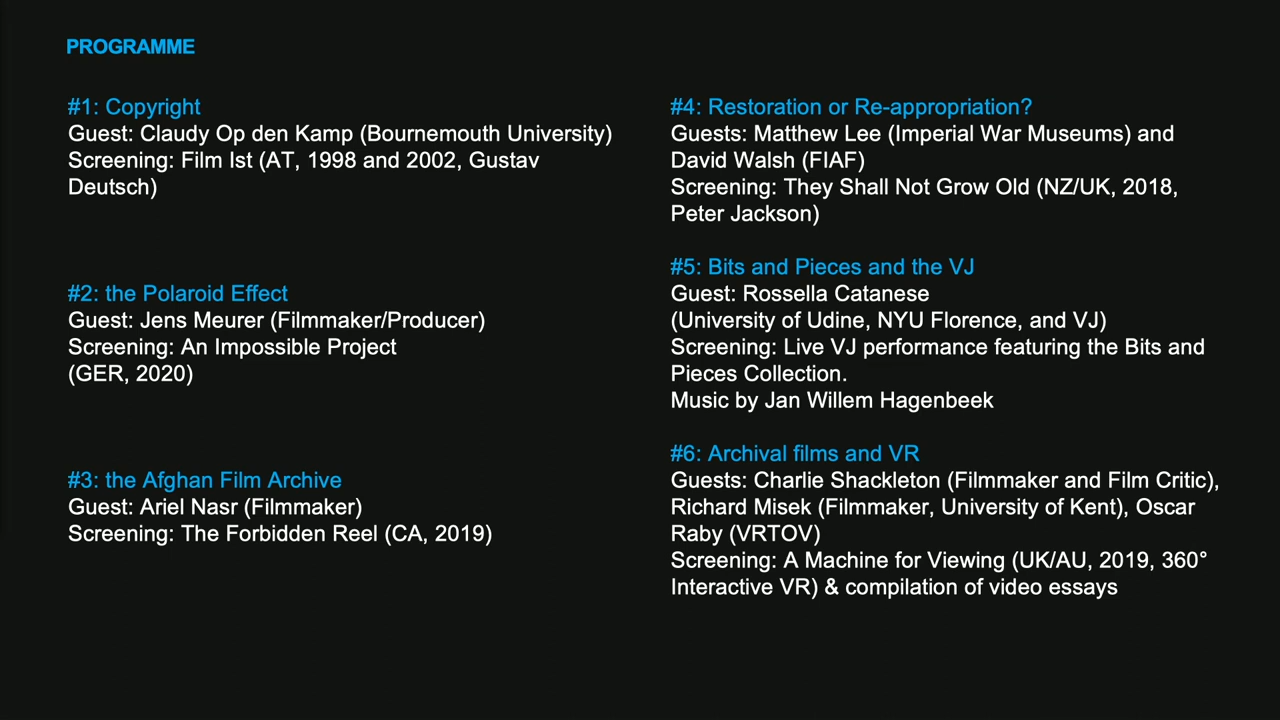 PROGRAMME
#1: Copyright
Guest: Claudy Op den Kamp (Bournemouth University)
Screening: Film Ist (AT, 1998 and 2002, Gustav
Deutsch)
#2: the Polaroid Effect
Guest: Jens Meurer (Filmmaker/Producer)
Screening: An Impossible Project
(GER, 2020)
#3: the Afghan Film Archive
Guest: Ariel Nasr (Filmmaker)
Screening: The Forbidden Reel (CA, 2019)
#4: Restoration or Re-appropriation?
Guests: Matthew Lee (Imperial War Museums) and
David Walsh (FIAF)
Screening: They Shall Not Grow Old (NZ/UK, 2018,
Peter Jackson)
#5: Bits and Pieces and the VJ
Guest: Rossella Catanese
(University of Udine, NYU Florence, and VJ)
Screening: Live VJ performance featuring the Bits and
Pieces Collection.
Music by Jan Willem Hagenbeek
#6: Archival films and VR
Guests: Charlie Shackleton (Filmmaker and Film Critic),
Richard Misek (Filmmaker, University of Kent), Oscar
Raby (VRTOV)
Screening: A Machine for Viewing (UK/AU, 2019, 360°
Interactive VR) & compilation of video essays